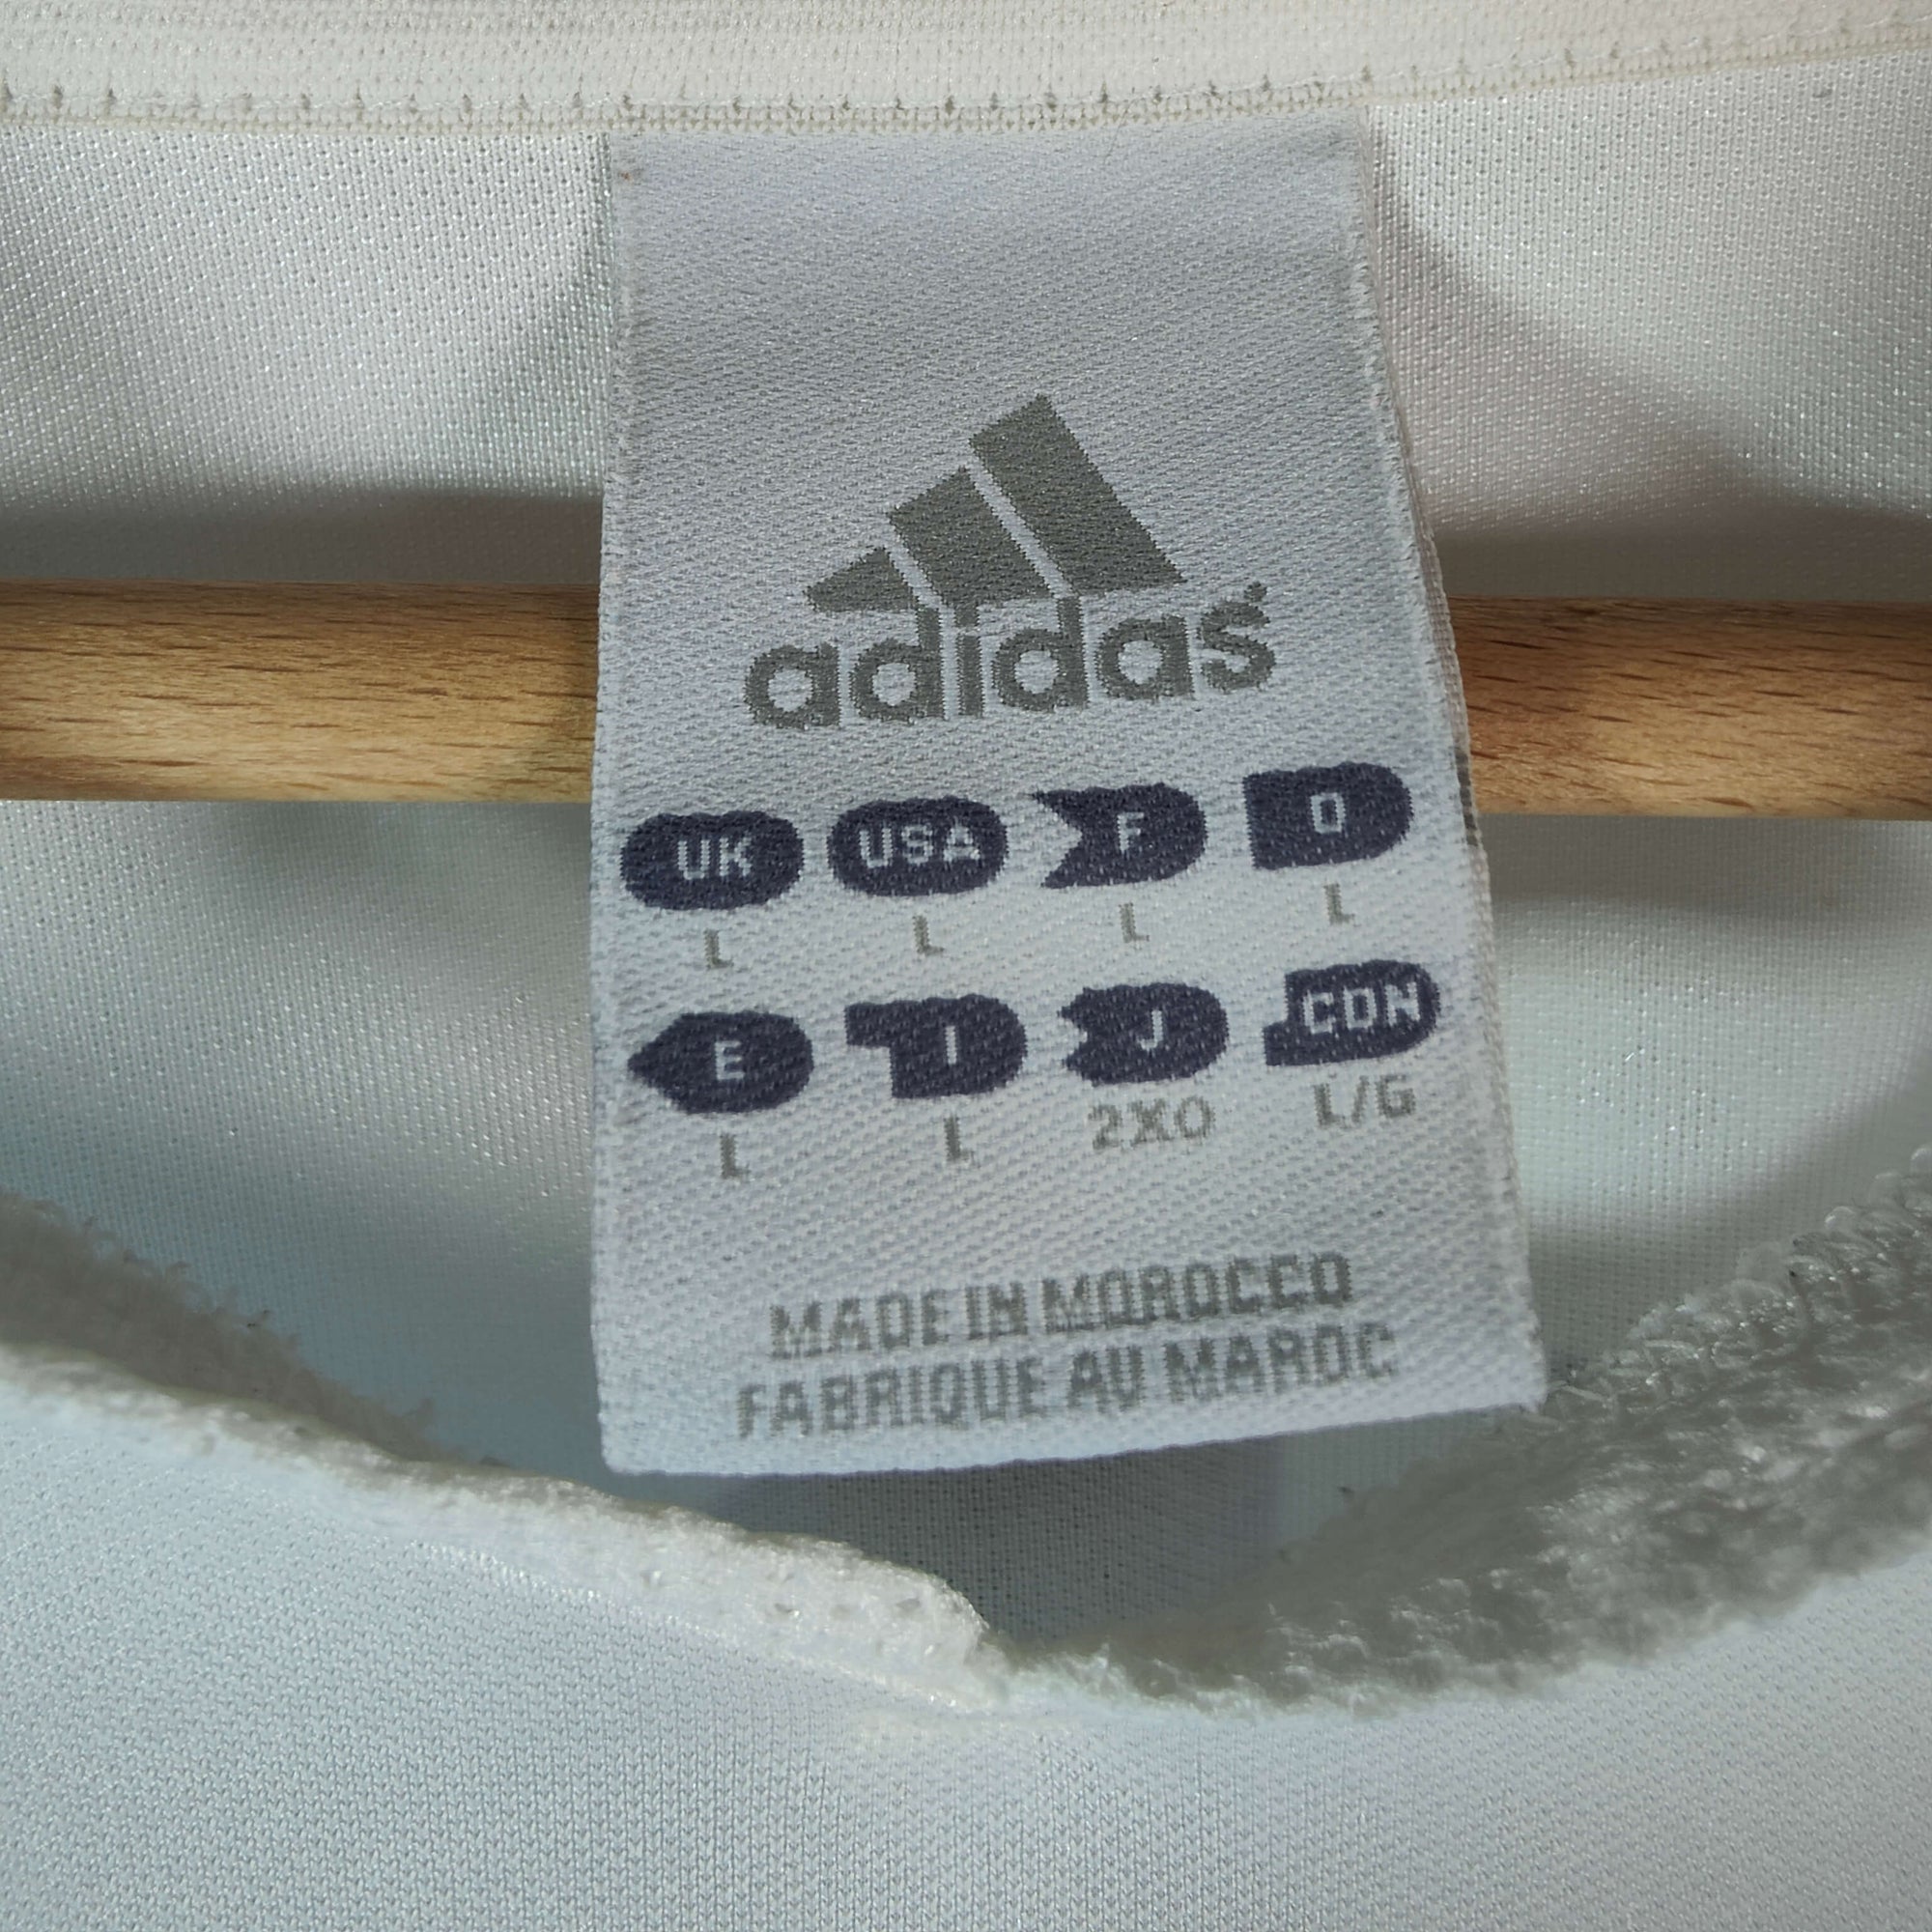 adidas
UK USA F D
L L L L
E I J CDN
L L 2XO L/G
MADE IN MOROCCO
FABRIQUE AU MAROC